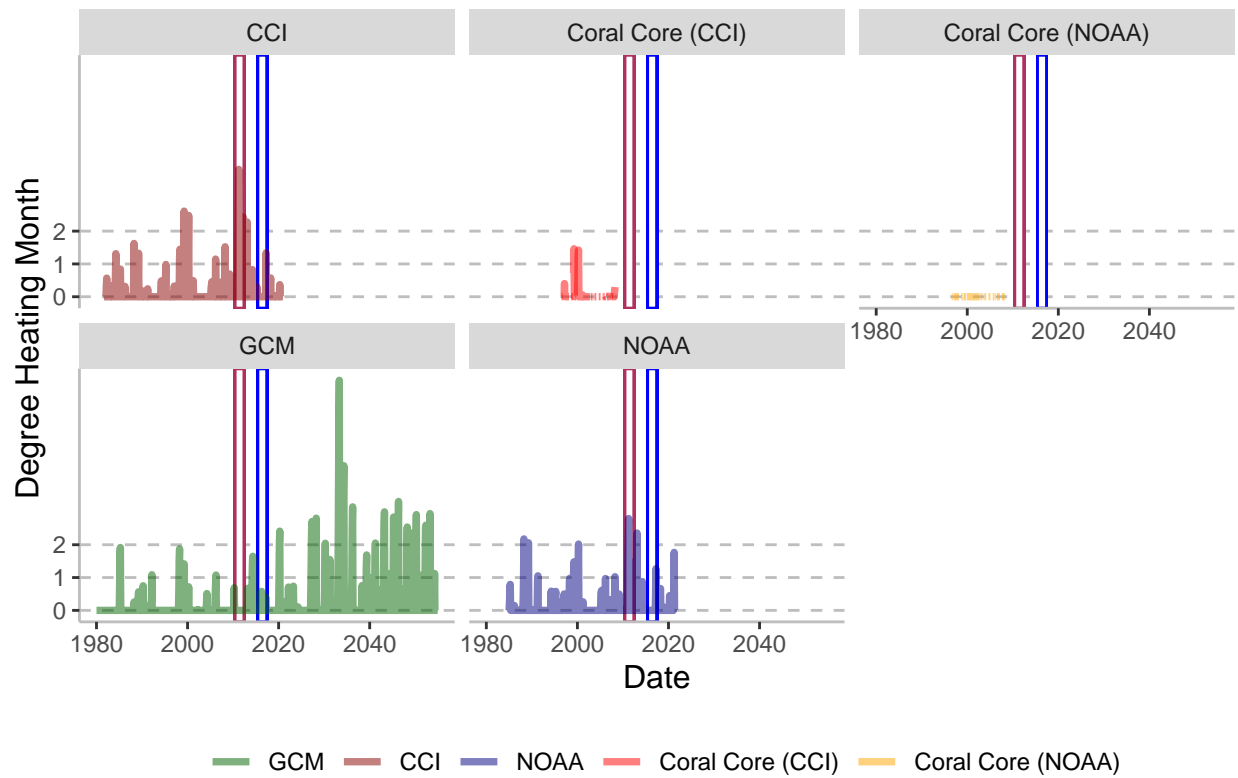 CCI
Coral Core (CCI)
Coral Core (NOAA)
Degree Heating Month
2
1
0
1980 2000 2020 2040
GCM
NOAA
2
1
0
1980 2000 2020 2040
1980 2000 2020 2040
Date
GCM CCI NOAA Coral Core (CCI) Coral Core (NOAA)